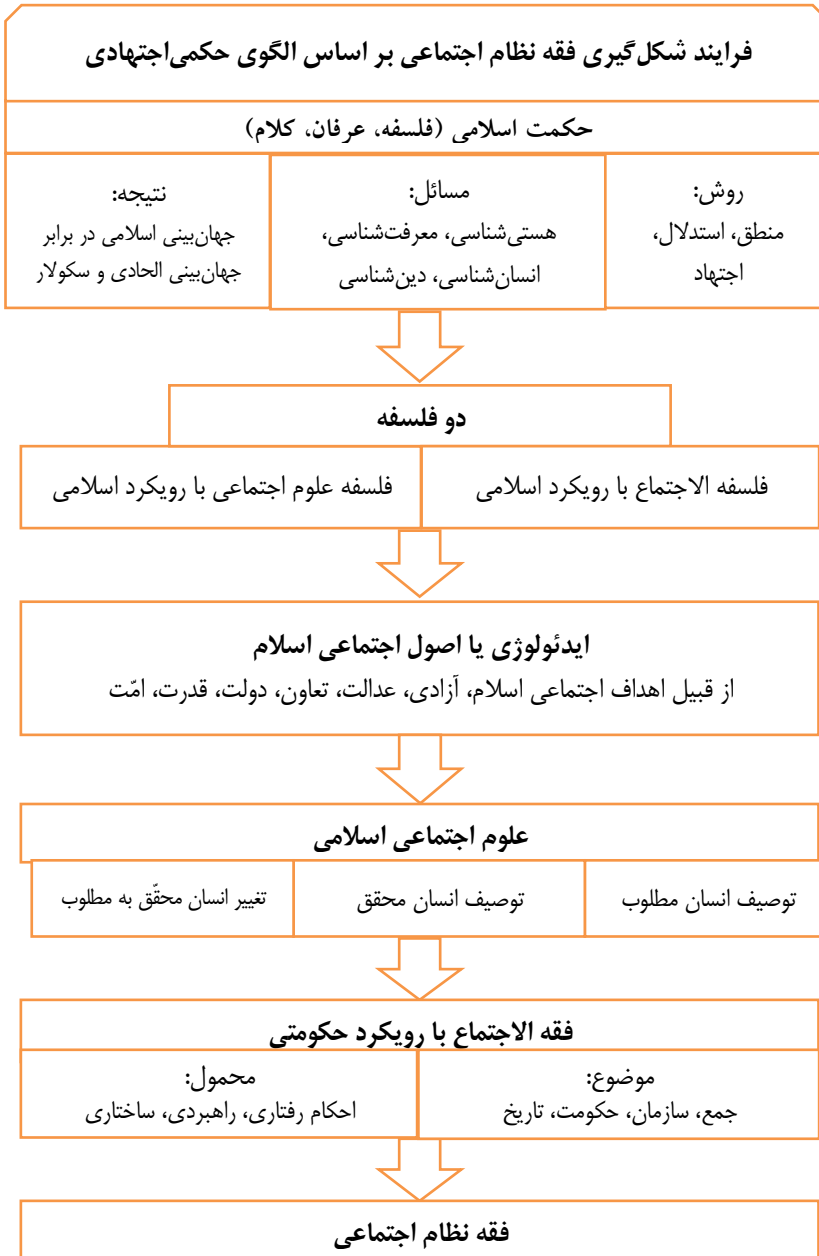 فرایند شکل‌گیری فقه نظام اجتماعی بر اساس الگوی حکمی‌اجتهادی
حکمت اسلامی (فلسفه، عرفان، کلام)
روش:
منطق، استدلال،
اجتهاد
مسائل:
هستی‌شناسی، معرفت‌شناسی،
انسان‌شناسی، دین‌شناسی
نتیجه:
جهان‌بینی اسلامی در برابر
جهان‌بینی الحادی و سکولار
دو فلسفه
فلسفه الاجتماع با رویکرد اسلامی
فلسفه علوم اجتماعی با رویکرد اسلامی
ایدئولوژی یا اصول اجتماعی اسلام
از قبیل اهداف اجتماعی اسلام، آزادی، عدالت، تعاون، دولت، قدرت، امّت
علوم اجتماعی اسلامی
توصیف انسان مطلوب
توصیف انسان محقق
تغییر انسان محقّق به مطلوب
فقه الاجتماع با رویکرد حکومتی
موضوع:
جمع، سازمان، حکومت، تاریخ
محمول:
احکام رفتاری، راهبردی، ساختاری
فقه نظام اجتماعی